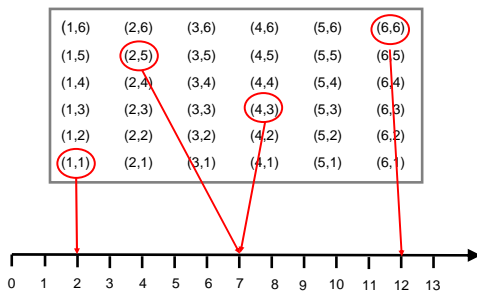 (1,6) (2,6) (3,6) (4,6) (5,6) (6,6)
(1,5) (2,5) (3,5) (4,5) (5,5) (6,5)
(1,4) (2,4) (3,4) (4,4) (5,4) (6,4)
(1,3) (2,3) (3,3) (4,3) (5,3) (6,3)
(1,2) (2,2) (3,2) (4,2) (5,2) (6,2)
(1,1) (2,1) (3,1) (4,1) (5,1) (6,1)
0 1 2 3 4 5 6 7 8 9 10 11 12 13